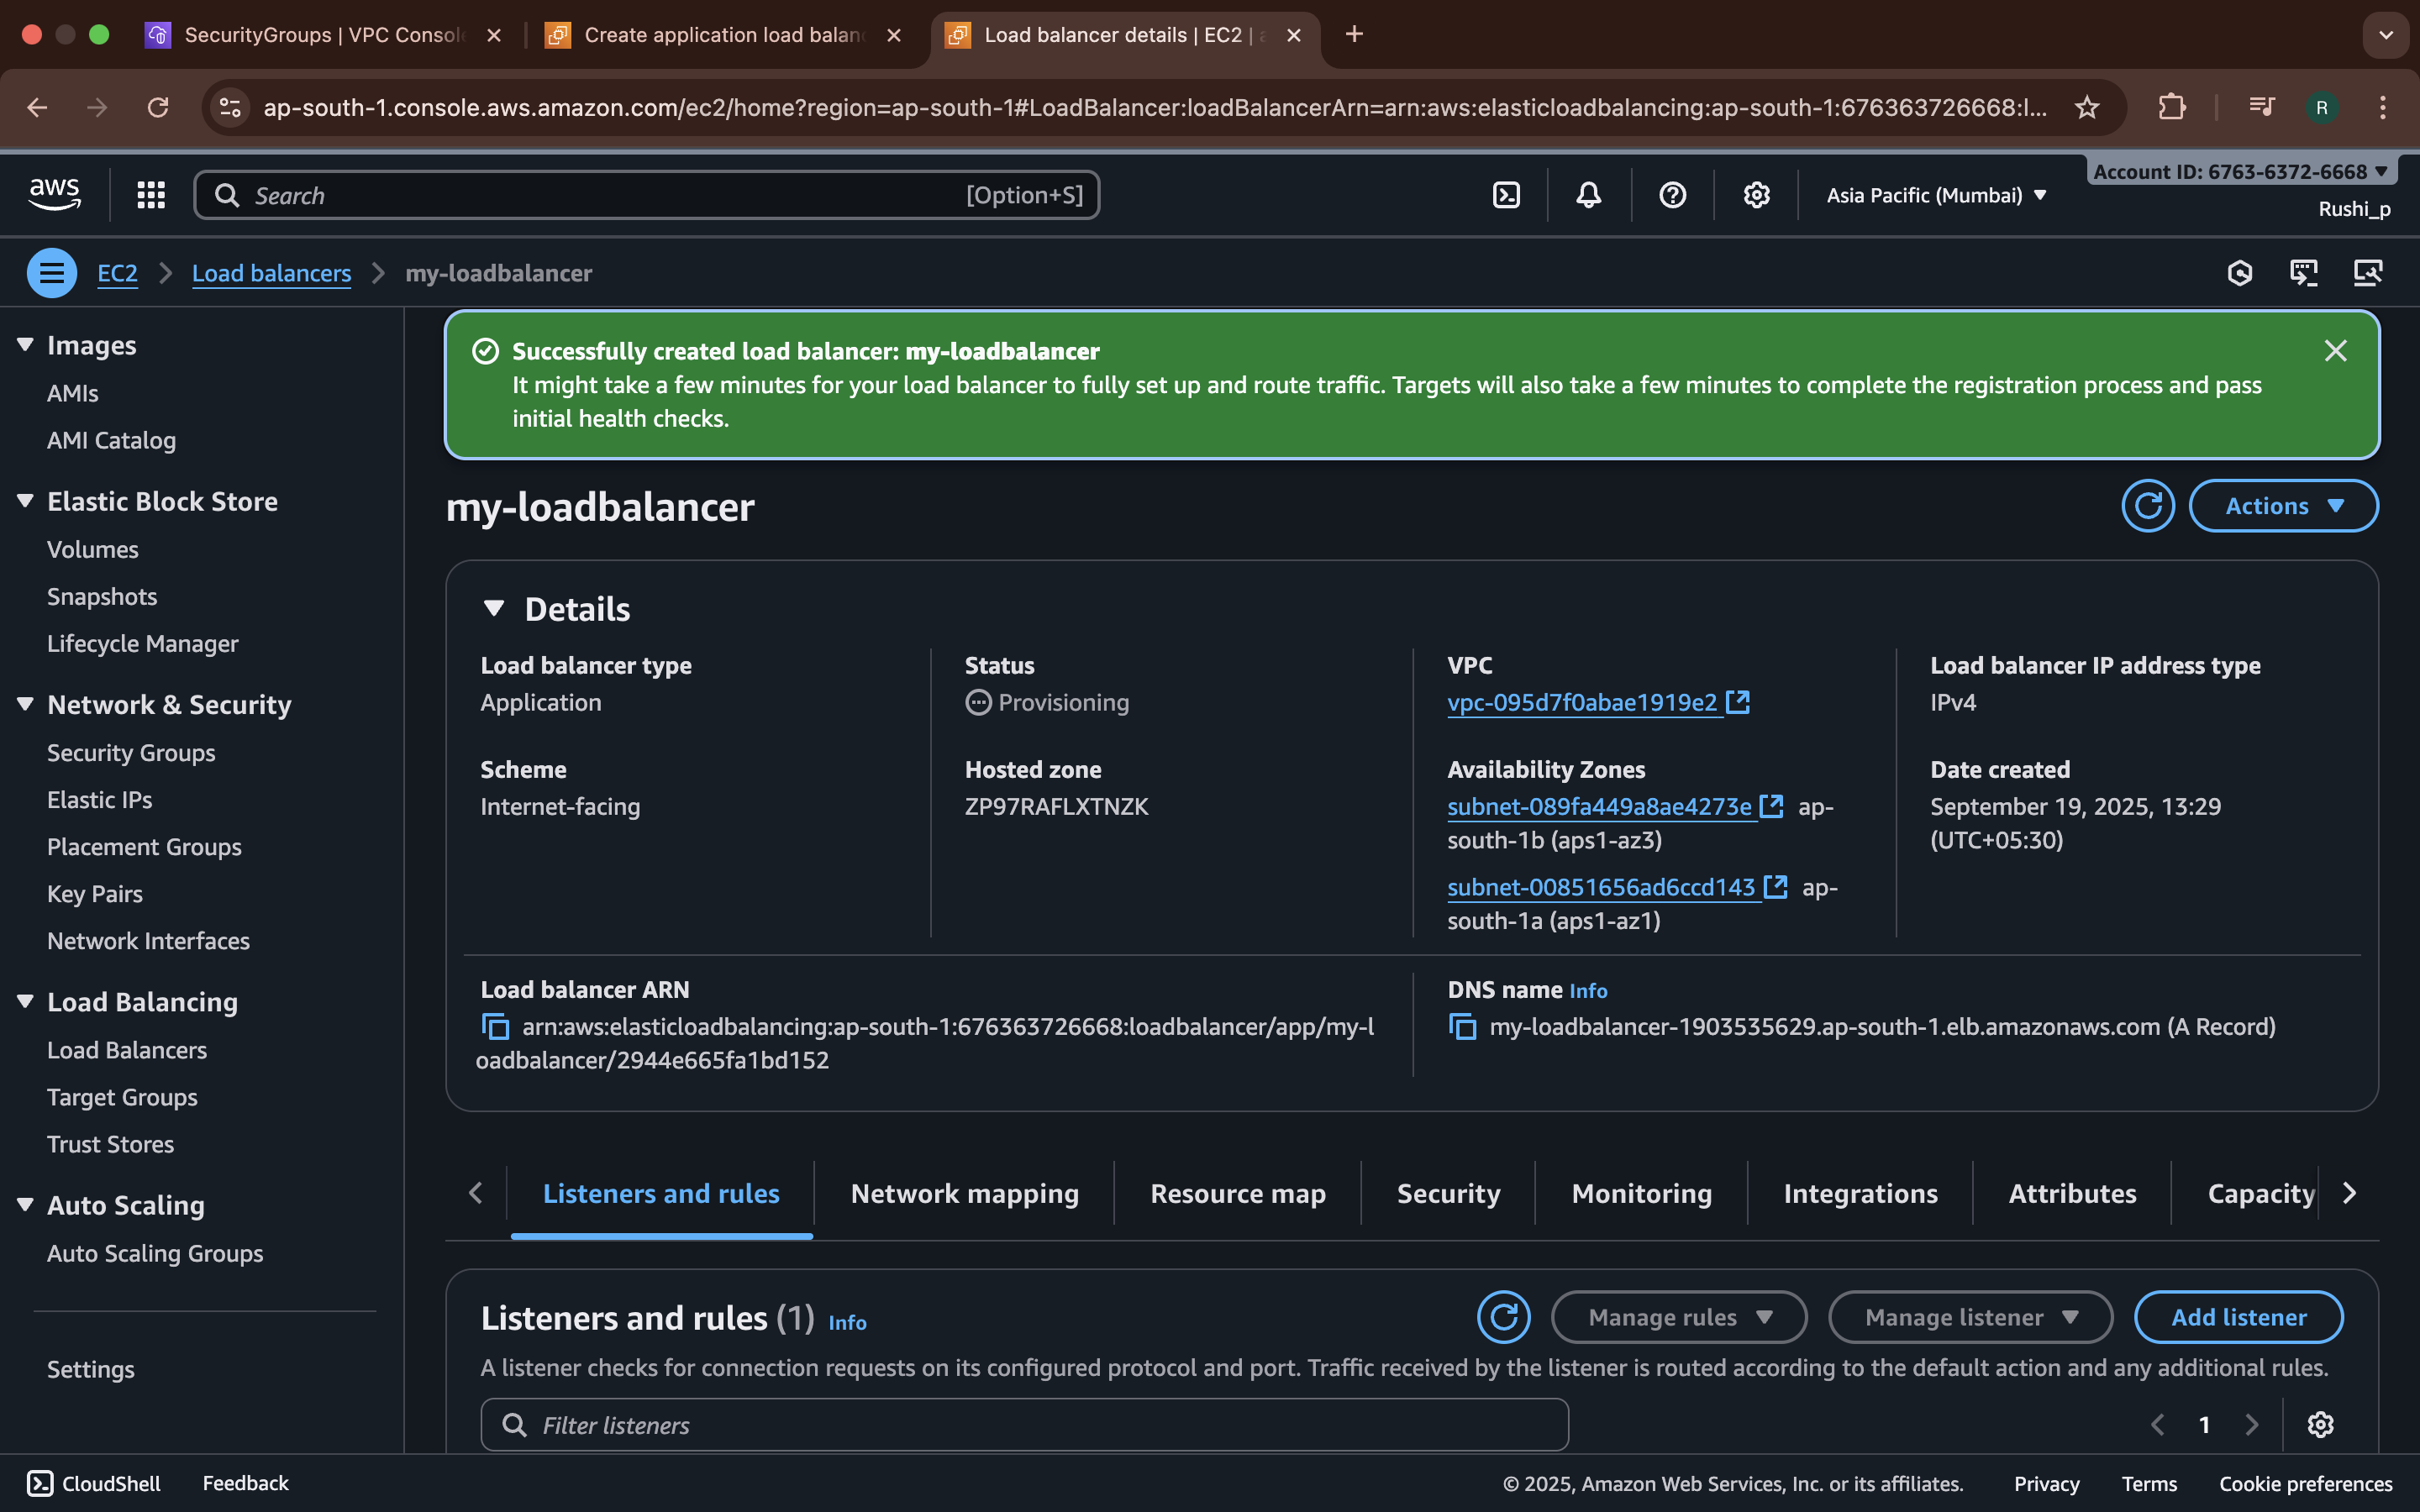 SecurityGroups | VPC Console
Create application load balan
Load balancer details | EC2 | a
ap-south-1.console.aws.amazon.com/ec2/home?region=ap-south-1#LoadBalancer:loadBalancerArn=arn:aws:elasticloadbalancing:ap-south-1:676363726668:l...
R
aws
Search
[Option+S]
Asia Pacific (Mumbai)
Account ID: 6763-6372-6668
Rushi_p
EC2
Load balancers
my-loadbalancer
Images
AMIs
AMI Catalog
Elastic Block Store
Volumes
Snapshots
Lifecycle Manager
Network & Security
Security Groups
Elastic IPs
Placement Groups
Key Pairs
Network Interfaces
Load Balancing
Load Balancers
Target Groups
Trust Stores
Auto Scaling
Auto Scaling Groups
Settings
Successfully created load balancer: my-loadbalancer
It might take a few minutes for your load balancer to fully set up and route traffic. Targets will also take a few minutes to complete the registration process and pass
initial health checks.
my-loadbalancer
Actions
Details
Load balancer type
Application
Status
Provisioning
VPC
vpc-095d7f0abae1919e2
Load balancer IP address type
IPv4
Scheme
Internet-facing
Hosted zone
ZP97RAFLXTNZK
Availability Zones
subnet-089fa449a8ae4273e ap-
south-1b (aps1-az3)
subnet-00851656ad6ccd143 ap-
south-1a (aps1-az1)
Date created
September 19, 2025, 13:29
(UTC+05:30)
Load balancer ARN
arn:aws:elasticloadbalancing:ap-south-1:676363726668:loadbalancer/app/my-l
oadbalancer/2944e665fa1bd152
DNS name Info
my-loadbalancer-1903535629.ap-south-1.elb.amazonaws.com (A Record)
Listeners and rules
Network mapping
Resource map
Security
Monitoring
Integrations
Attributes
Capacity
Listeners and rules (1) Info
Manage rules
Manage listener
Add listener
A listener checks for connection requests on its configured protocol and port. Traffic received by the listener is routed according to the default action and any additional rules.
Filter listeners
1
CloudShell
Feedback
© 2025, Amazon Web Services, Inc. or its affiliates.
Privacy
Terms
Cookie preferences